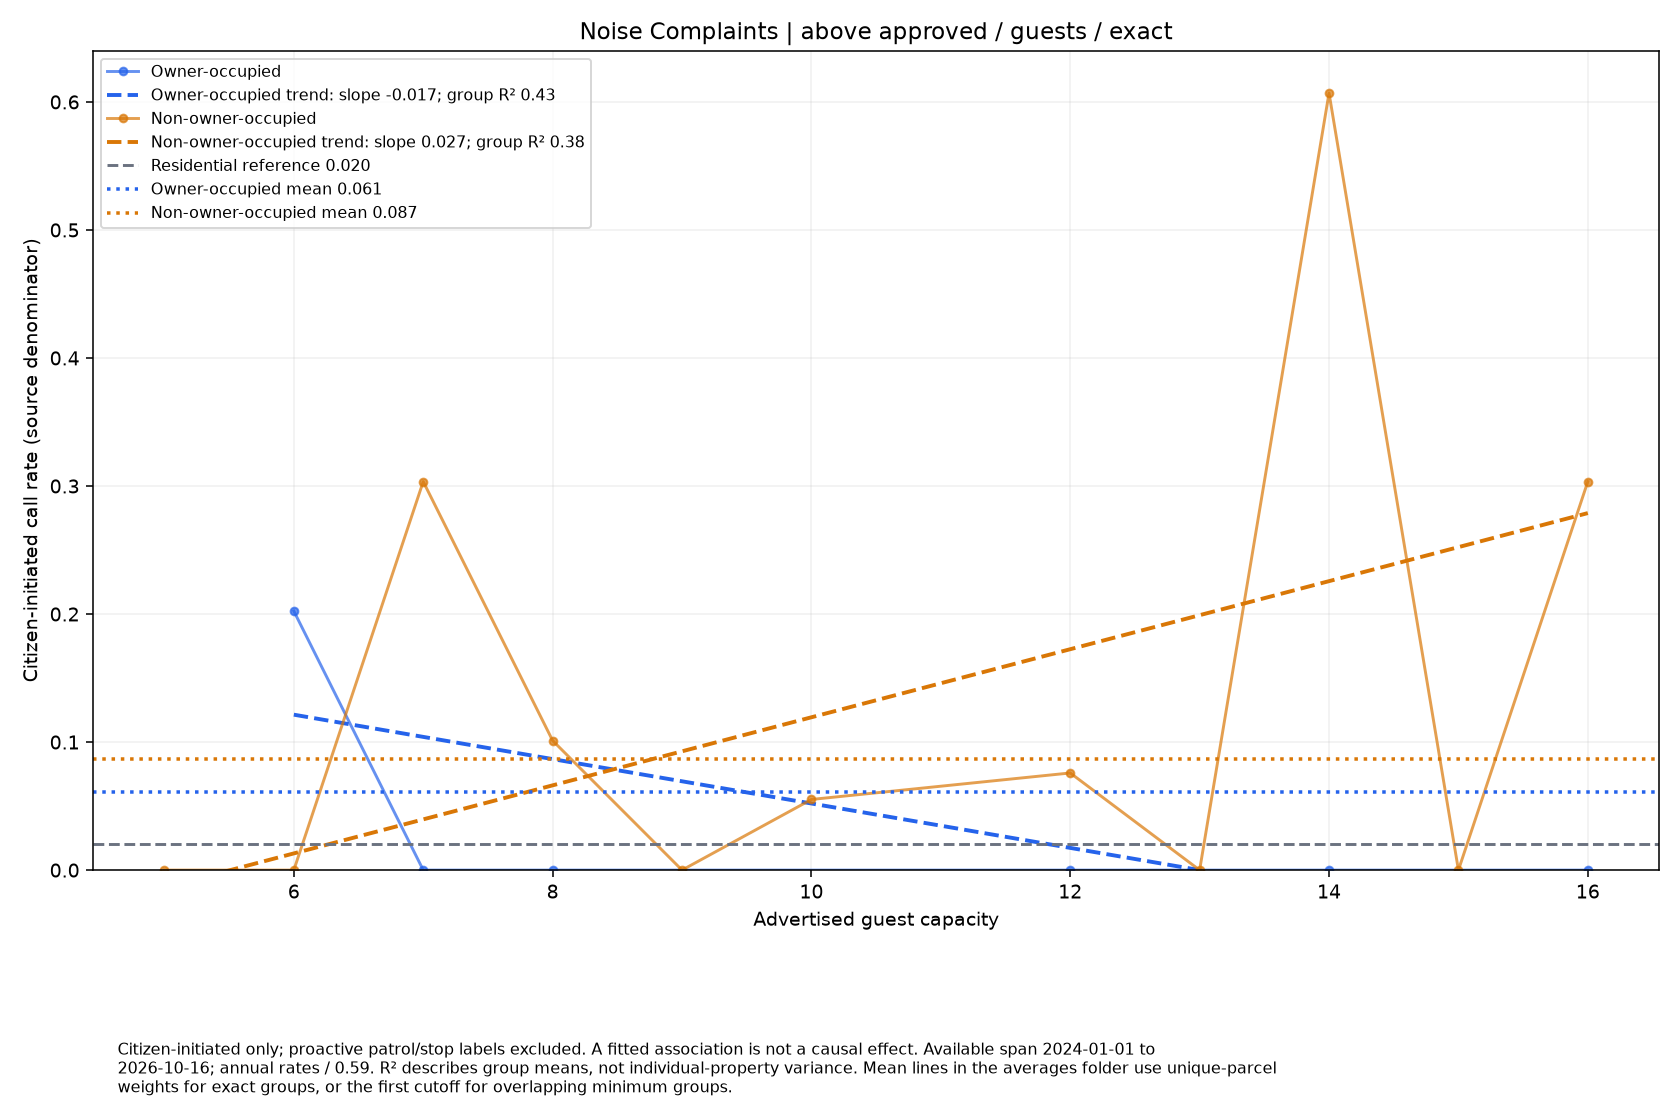 Noise Complaints | above approved / guests / exact
Owner-occupied
Owner-occupied trend: slope -0.017; group R² 0.43
Non-owner-occupied
Non-owner-occupied trend: slope 0.027; group R² 0.38
Residential reference 0.020
Owner-occupied mean 0.061
Non-owner-occupied mean 0.087
Citizen-initiated call rate (source denominator)
0.6
0.5
0.4
0.3
0.2
0.1
0.0
6 8 10 12 14 16
Advertised guest capacity
Citizen-initiated only; proactive patrol/stop labels excluded. A fitted association is not a causal effect. Available span 2024-01-01 to
2026-10-16; annual rates / 0.59. R² describes group means, not individual-property variance. Mean lines in the averages folder use unique-parcel
weights for exact groups, or the first cutoff for overlapping minimum groups.